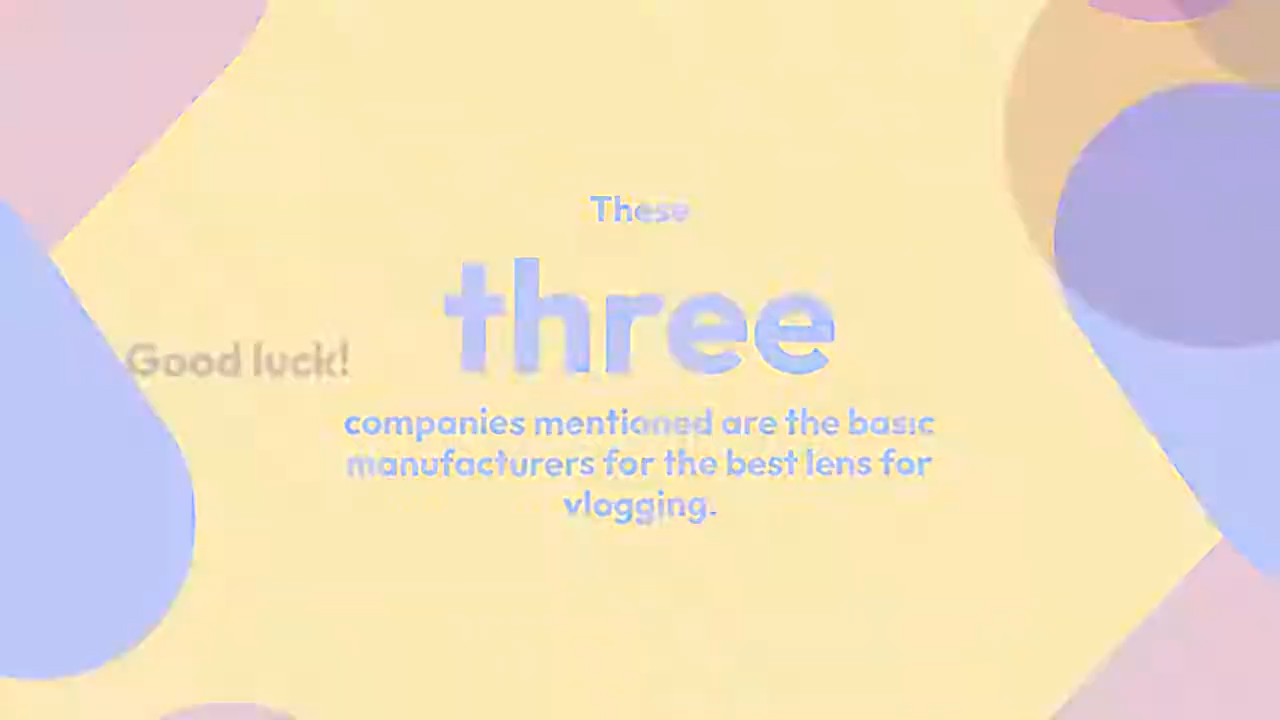 These
three
Good luck!
companies mentioned are the basic
manufacturers for the best lens for
vlogging.